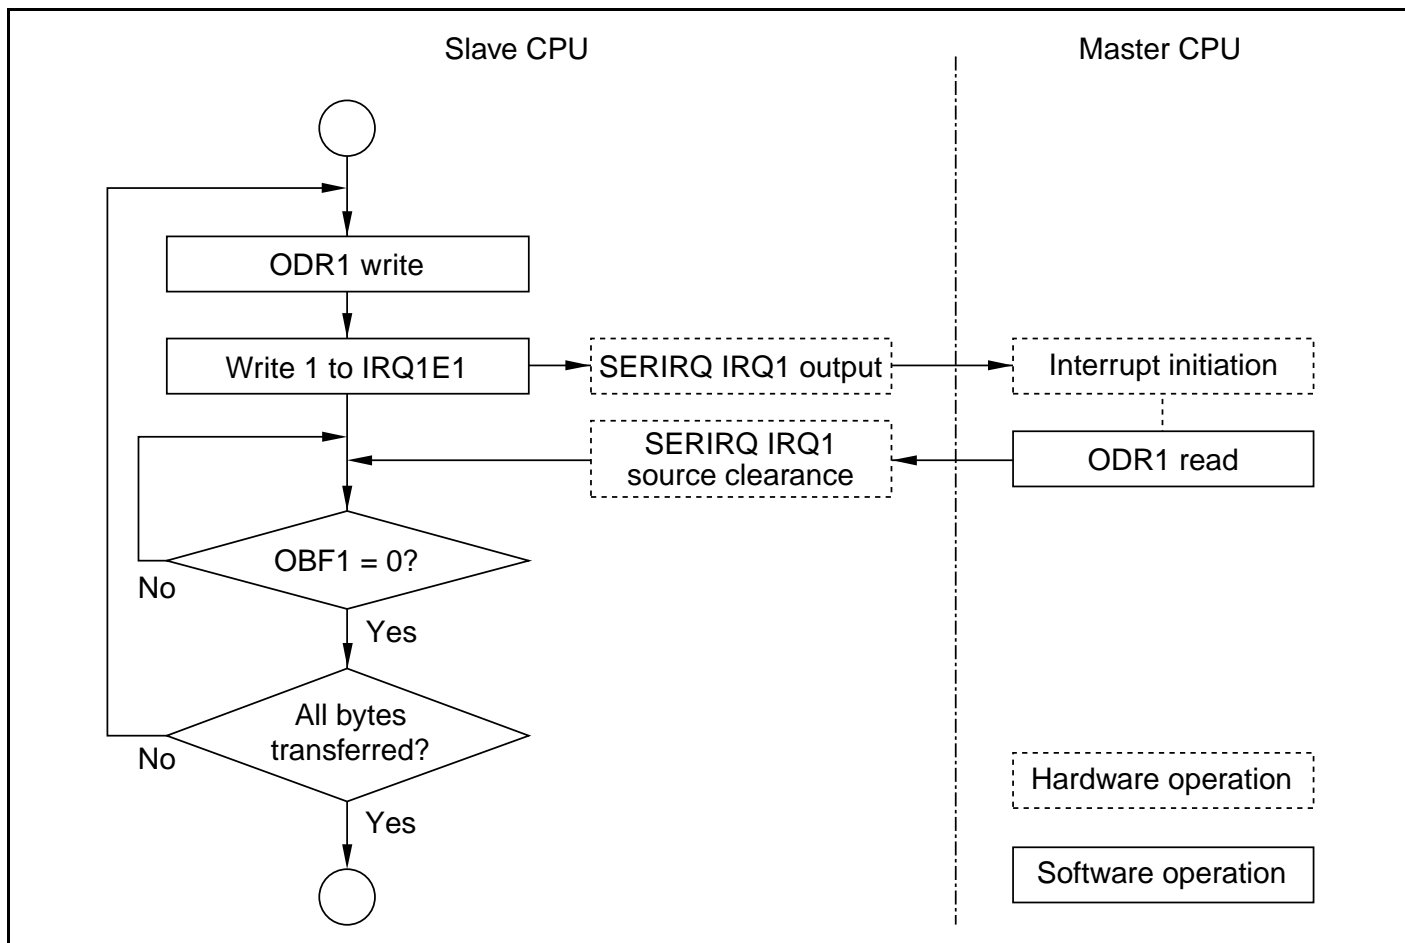 Slave CPU
Master CPU
ODR1 write
Write 1 to IRQ1E1
SERIRQ IRQ1 output
Interrupt initiation
SERIRQ IRQ1
source clearance
ODR1 read
OBF1 = 0?
No
Yes
All bytes
transferred?
No
Yes
Hardware operation
Software operation